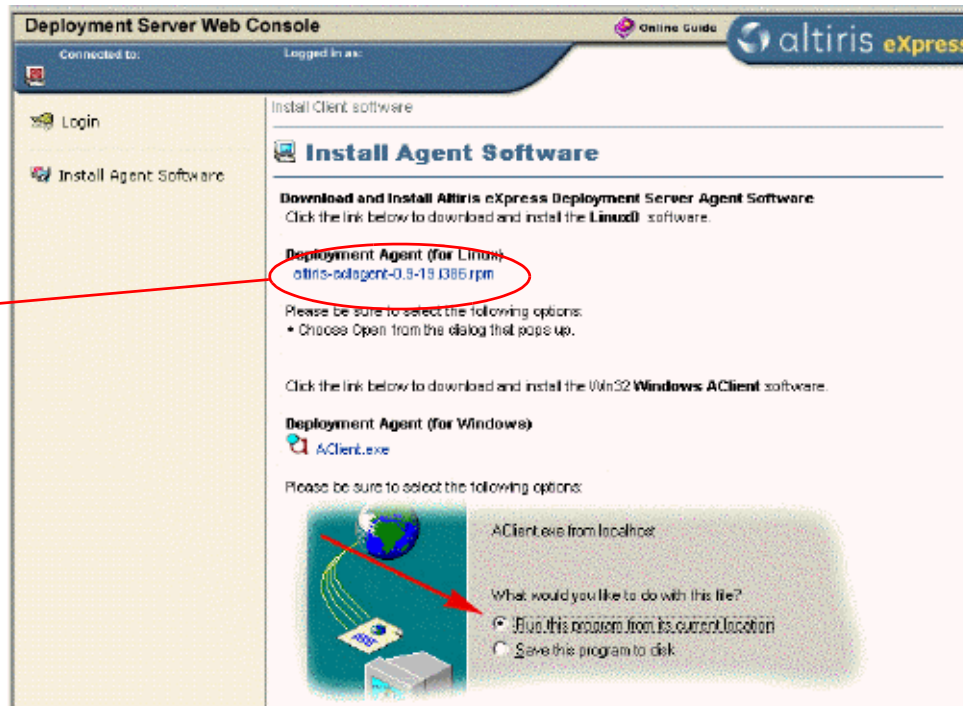 Deployment Server Web Console
Online Guide
altiris eXpress
Connected to:
Logged in as:
Login
Install Agent Software
Install Client software
Install Agent Software
Download and Install Altiris eXpress Deployment Server Agent Software
Click the link below to download and install the Linux0 software.
Deployment Agent (for Linux)
altiris-adlagent-0.9-19.i386.rpm
Please be sure to select the following options:
• Choose Open from the dialog that pops up.
Click the link below to download and install the Win32 Windows AClient software.
Deployment Agent (for Windows)
AClient.exe
Please be sure to select the following options:
AClient.exe from localhost
What would you like to do with this file?
Run this program from its current location
Save this program to disk